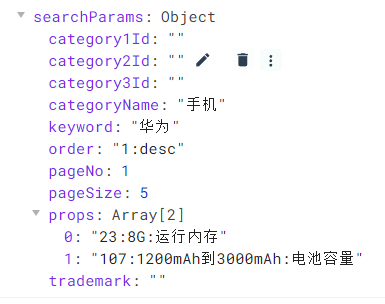 searchParams: Object
category1Id: ""
category2Id: ""
category3Id: ""
categoryName: "手机"
keyword: "华为"
order: "1:desc"
pageNo: 1
pageSize: 5
props: Array[2]
0: "23:8G:运行内存"
1: "107:1200mAh到3000mAh:电池容量"
trademark: ""